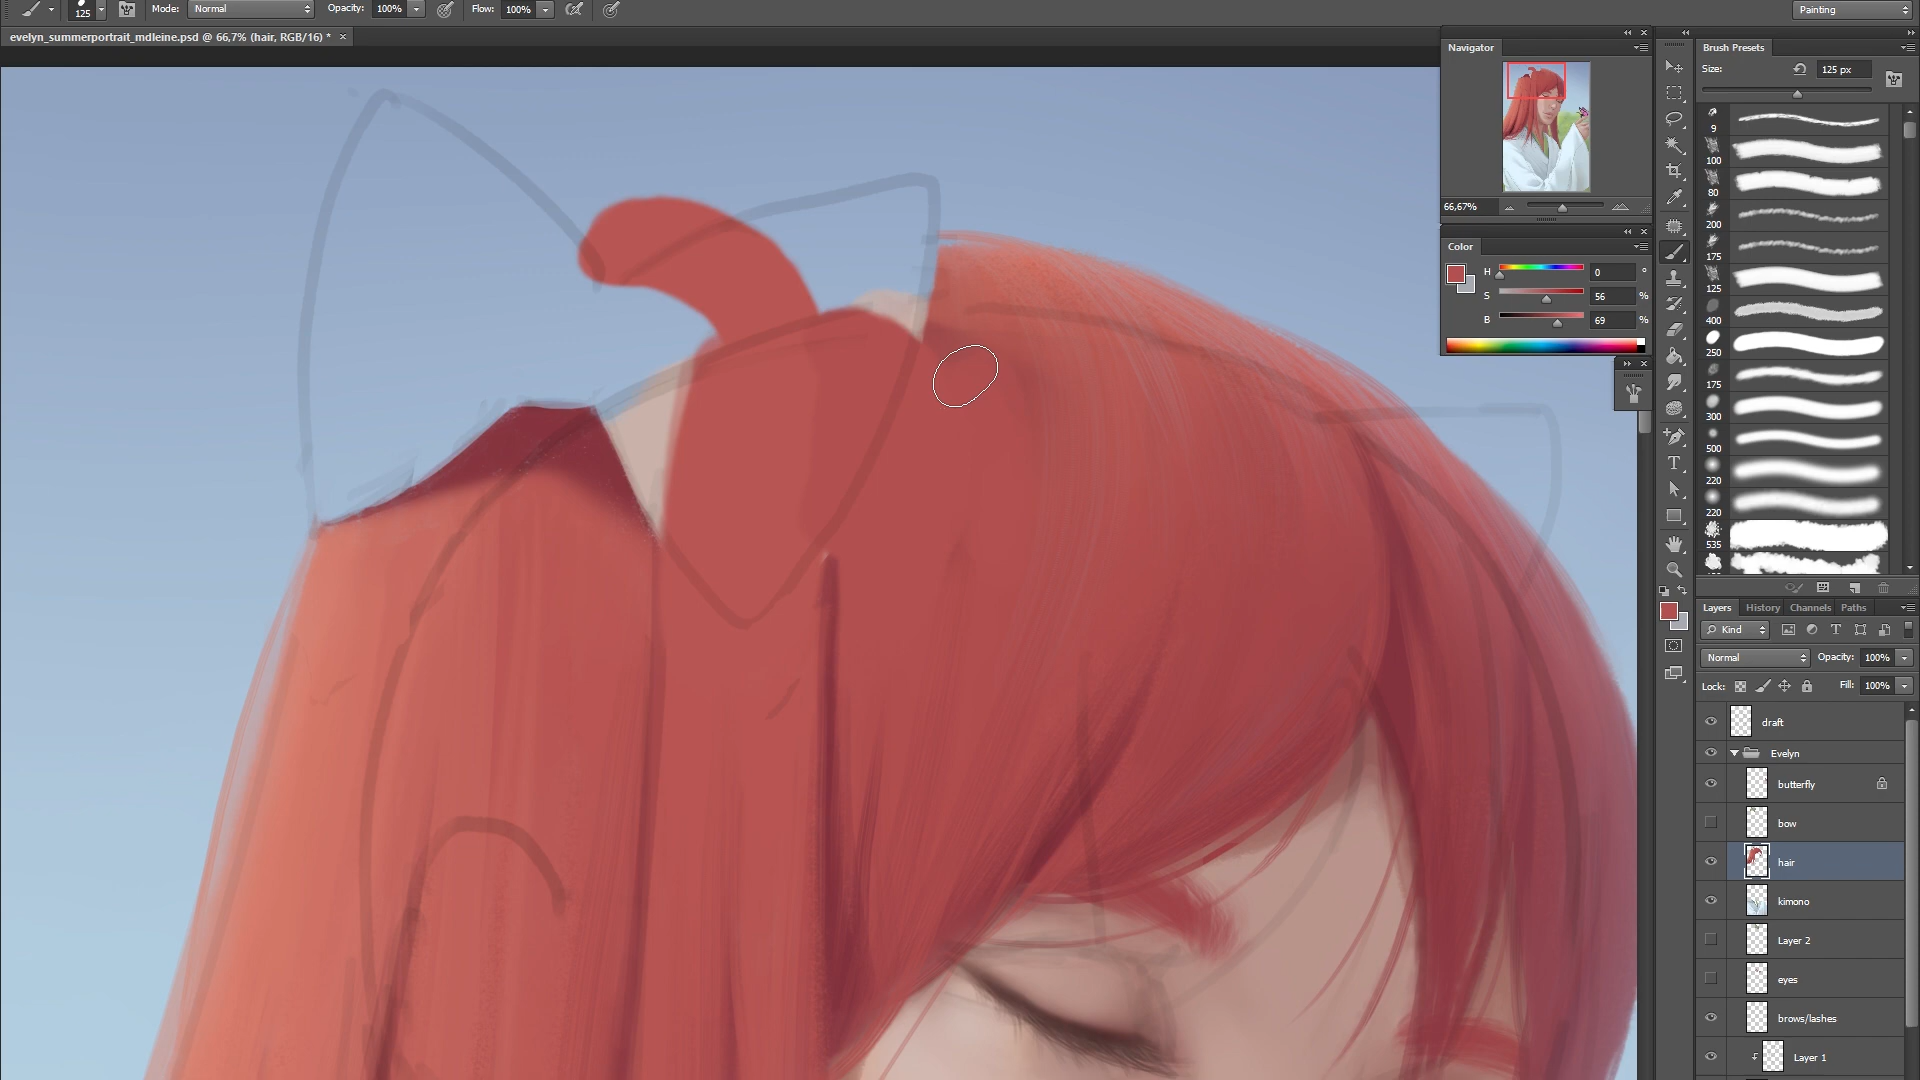 125 Mode: Normal Opacity: 100% Flow: 100% Painting
evelyn_summerportrait_mdleine.psd @ 66,7% (hair, RGB/16) * ×
Navigator
66,67%
Color
H 0 °
S 56 %
B 69 %
Brush Presets
Size: 125 px
9
100
80
200
175
125
400
250
175
300
500
220
220
535
Layers History Channels Paths
Kind
Normal Opacity: 100%
Lock: Fill: 100%
draft
Evelyn
butterfly
bow
hair
kimono
Layer 2
eyes
brows/lashes
Layer 1